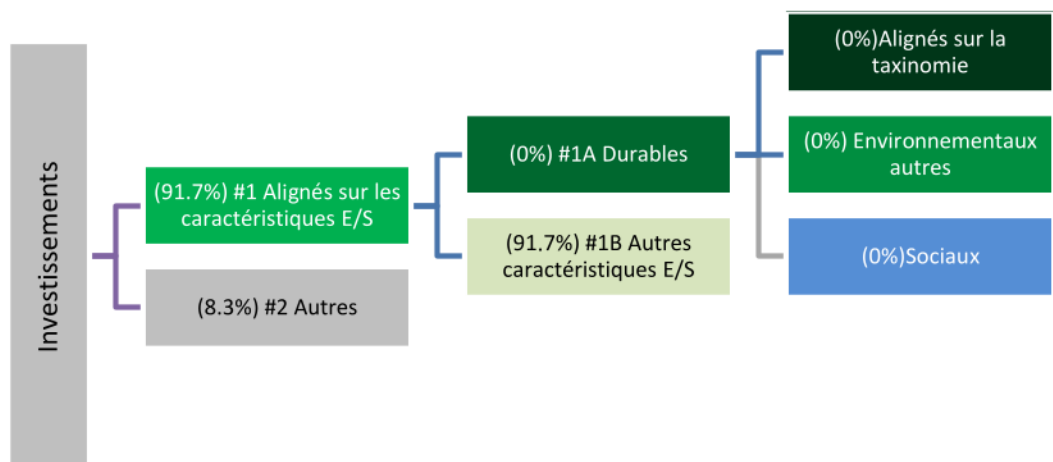 Investissements
(91.7%) #1 Alignés sur les
caractéristiques E/S
(8.3%) #2 Autres
(0%) #1A Durables
(91.7%) #1B Autres
caractéristiques E/S
(0%)Alignés sur la
taxinomie
(0%) Environnementaux
autres
(0%)Sociaux